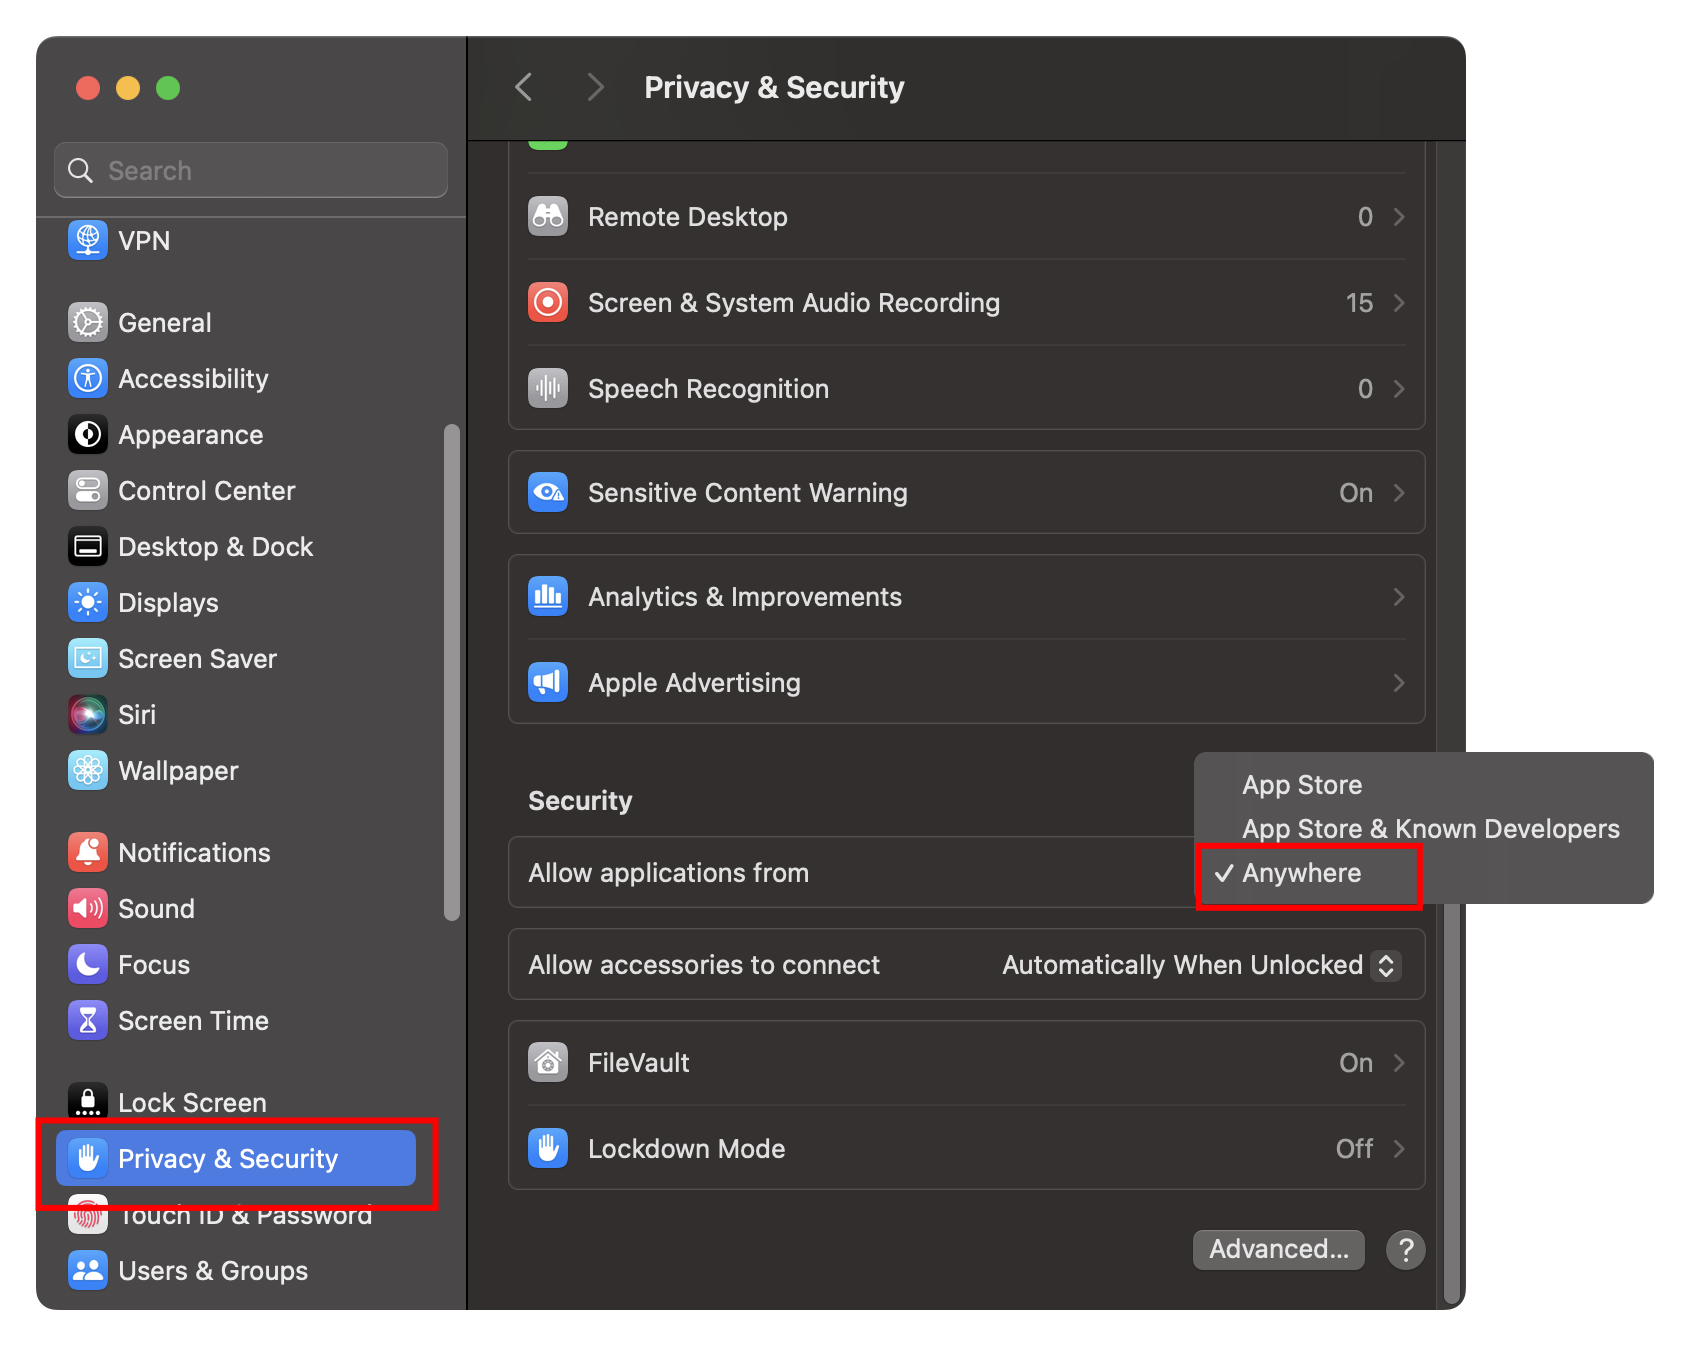 Search
VPN
General
Accessibility
Appearance
Control Center
Desktop & Dock
Displays
Screen Saver
Siri
Wallpaper
Notifications
Sound
Focus
Screen Time
Lock Screen
Privacy & Security
Touch ID & Password
Users & Groups
Privacy & Security
Remote Desktop 0
Screen & System Audio Recording 15
Speech Recognition 0
Sensitive Content Warning On
Analytics & Improvements
Apple Advertising
Security
App Store
App Store & Known Developers
Allow applications from ✓ Anywhere
Allow accessories to connect Automatically When Unlocked
FileVault On
Lockdown Mode Off
Advanced... ?